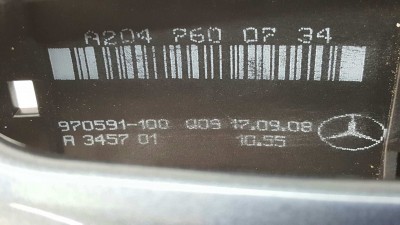 A204 760 07 34
970591-100 Q09 17.09.08
A 3457 01 10.55